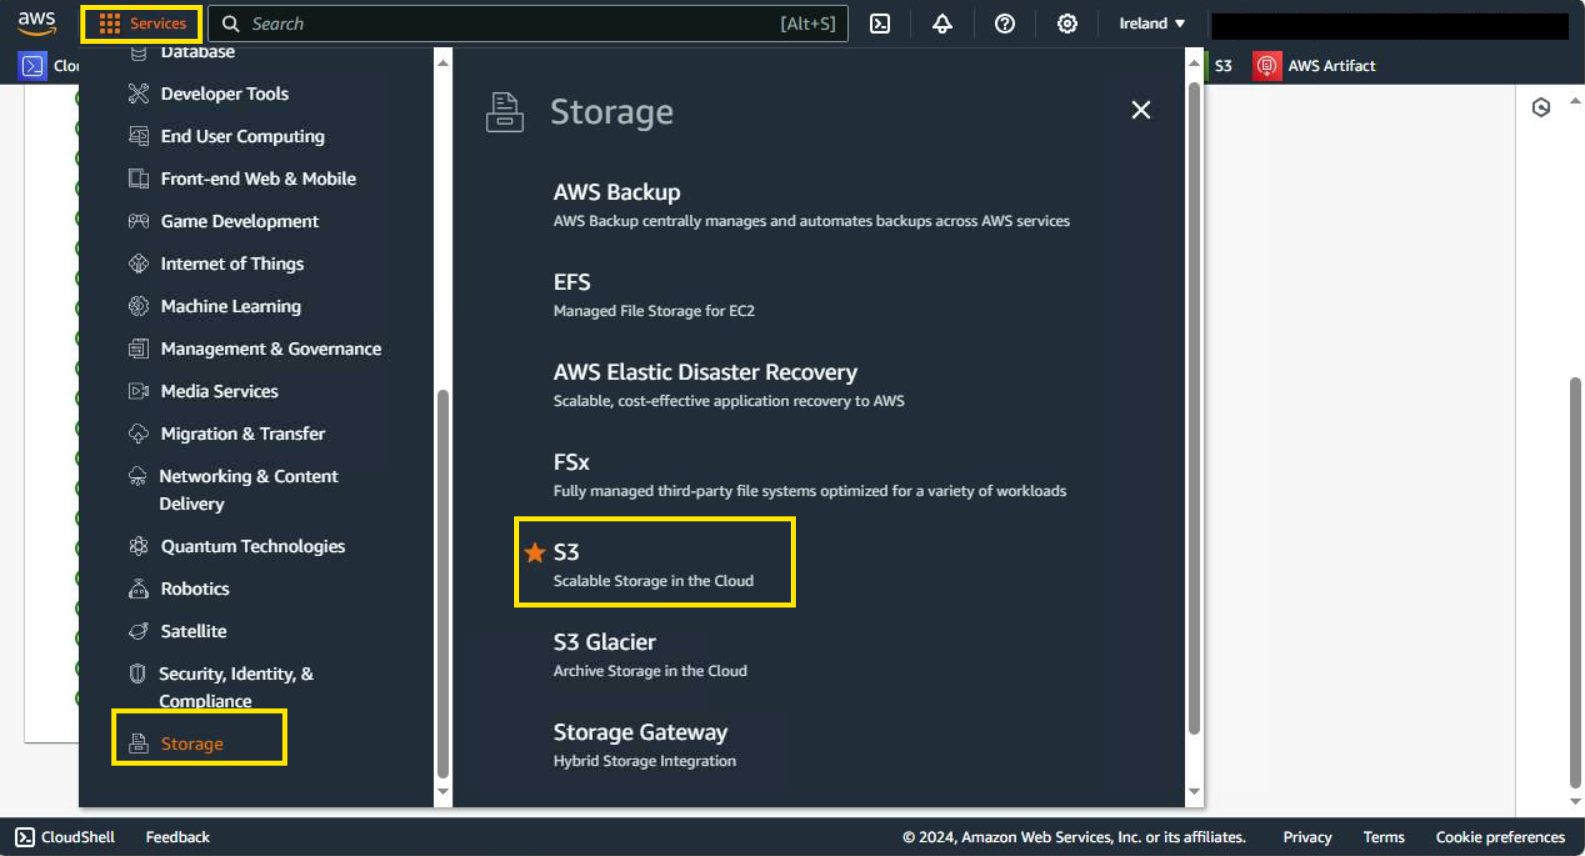 aws
Services
Search
[Alt+S]
Ireland ▼
S3
AWS Artifact
Database
Developer Tools
End User Computing
Front-end Web & Mobile
Game Development
Internet of Things
Machine Learning
Management & Governance
Media Services
Migration & Transfer
Networking & Content
Delivery
Quantum Technologies
Robotics
Satellite
Security, Identity, &
Compliance
Storage
Storage
AWS Backup
AWS Backup centrally manages and automates backups across AWS services
EFS
Managed File Storage for EC2
AWS Elastic Disaster Recovery
Scalable, cost-effective application recovery to AWS
FSx
Fully managed third-party file systems optimized for a variety of workloads
S3
Scalable Storage in the Cloud
S3 Glacier
Archive Storage in the Cloud
Storage Gateway
Hybrid Storage Integration
CloudShell
Feedback
© 2024, Amazon Web Services, Inc. or its affiliates.
Privacy
Terms
Cookie preferences